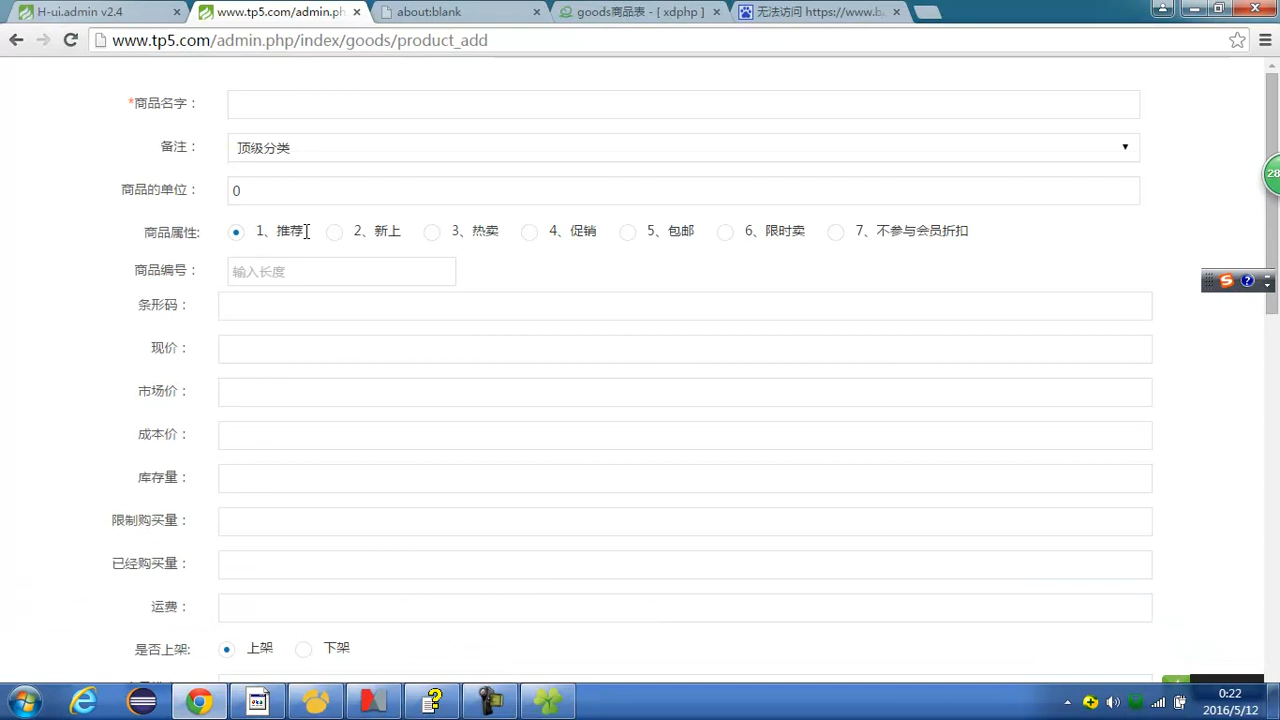 H-ui.admin v2.4
www.tp5.com/admin.ph
about:blank
goods商品表 - [ xdphp ]
无法访问 https://www.b
www.tp5.com/admin.php/index/goods/product_add
*商品名字：
备注： 顶级分类
商品的单位： 0
商品属性: 1、推荐 2、新上 3、热卖 4、促销 5、包邮 6、限时卖 7、不参与会员折扣
商品编号： 输入长度
条形码：
现价：
市场价：
成本价：
库存量：
限制购买量：
已经购买量：
运费：
是否上架: 上架 下架
28
0:22
2016/5/12